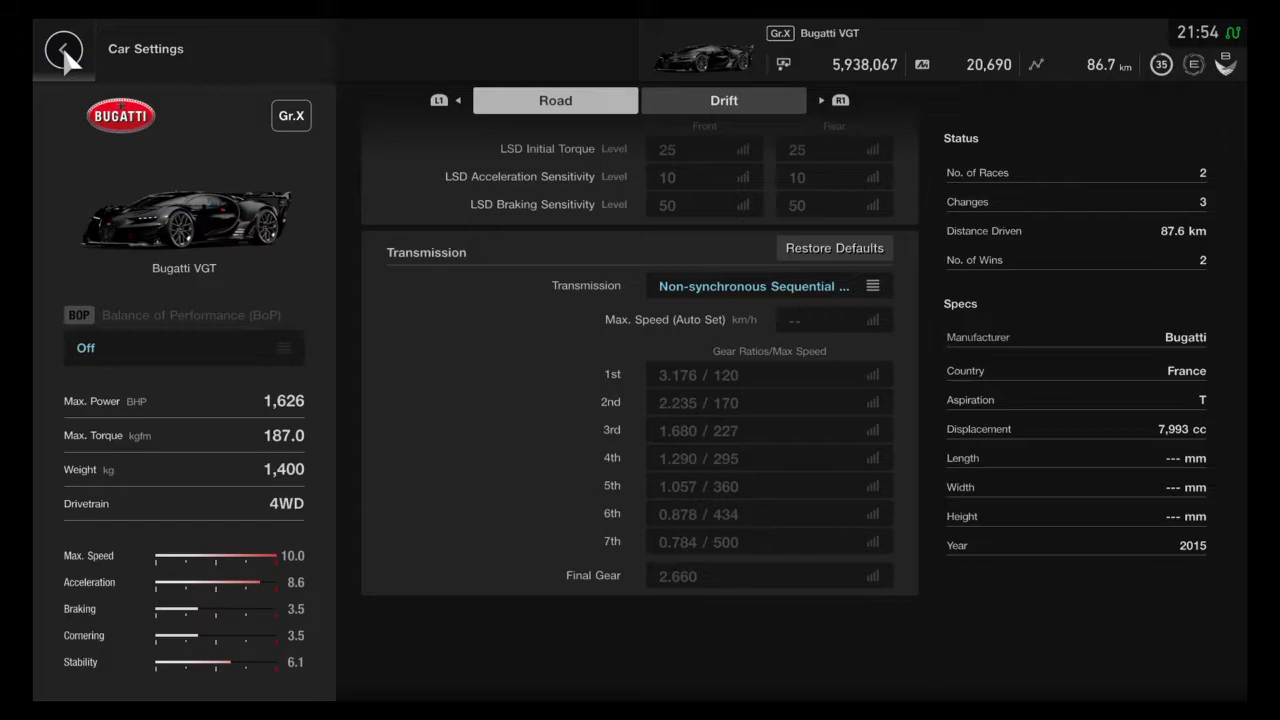 Car Settings
Gr.X Bugatti VGT
21:54
5,938,067 20,690 86.7 km 35 E B
BUGATTI
Gr.X
Bugatti VGT
BOP Balance of Performance (BoP)
Off
Max. Power BHP 1,626
Max. Torque kgfm 187.0
Weight kg 1,400
Drivetrain 4WD
Max. Speed 10.0
Acceleration 8.6
Braking 3.5
Cornering 3.5
Stability 6.1
L1 Road Drift R1
Front Rear
LSD Initial Torque Level 25 25
LSD Acceleration Sensitivity Level 10 10
LSD Braking Sensitivity Level 50 50
Transmission Restore Defaults
Transmission Non-synchronous Sequential ...
Max. Speed (Auto Set) km/h --
Gear Ratios/Max Speed
1st 3.176 / 120
2nd 2.235 / 170
3rd 1.680 / 227
4th 1.290 / 295
5th 1.057 / 360
6th 0.878 / 434
7th 0.784 / 500
Final Gear 2.660
Status
No. of Races 2
Changes 3
Distance Driven 87.6 km
No. of Wins 2
Specs
Manufacturer Bugatti
Country France
Aspiration T
Displacement 7,993 cc
Length --- mm
Width --- mm
Height --- mm
Year 2015